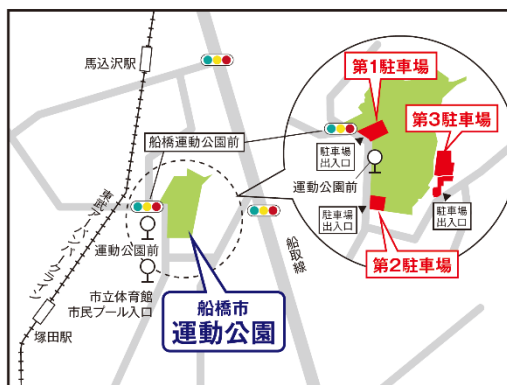 馬込沢駅
船橋運動公園前
運動公園前
市立体育館
市民プール入口
東武アーバンパークライン
塚田駅
船橋市
運動公園
船取線
第1駐車場
駐車場
出入口
運動公園前
第3駐車場
駐車場
出入口
駐車場
出入口
第2駐車場